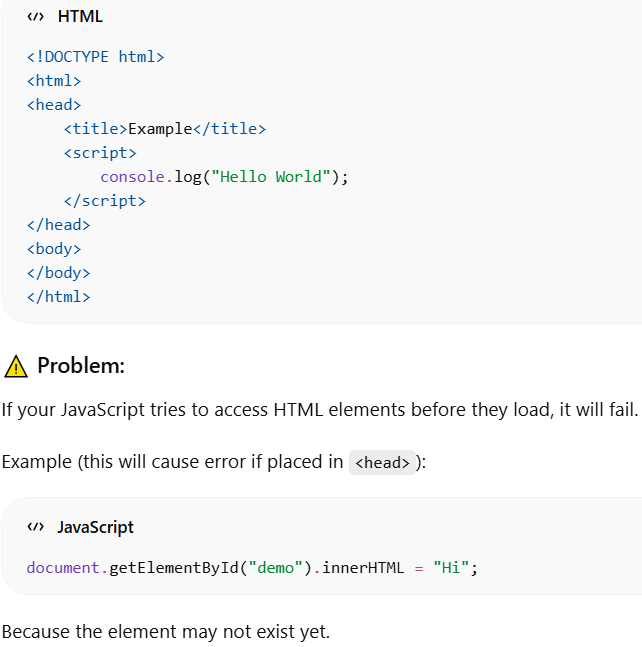 HTML
<!DOCTYPE html>
<html>
<head>
    <title>Example</title>
    <script>
        console.log("Hello World");
    </script>
</head>
<body>
</body>
</html>
Problem:
If your JavaScript tries to access HTML elements before they load, it will fail.
Example (this will cause error if placed in <head>):
JavaScript
document.getElementById("demo").innerHTML = "Hi";
Because the element may not exist yet.